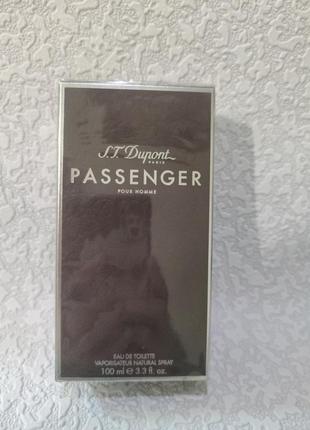 S.T. Dupont
PARIS
PASSENGER
POUR HOMME
EAU DE TOILETTE
VAPORISATEUR NATURAL SPRAY
100 ml ℮ 3.3 fl. oz.